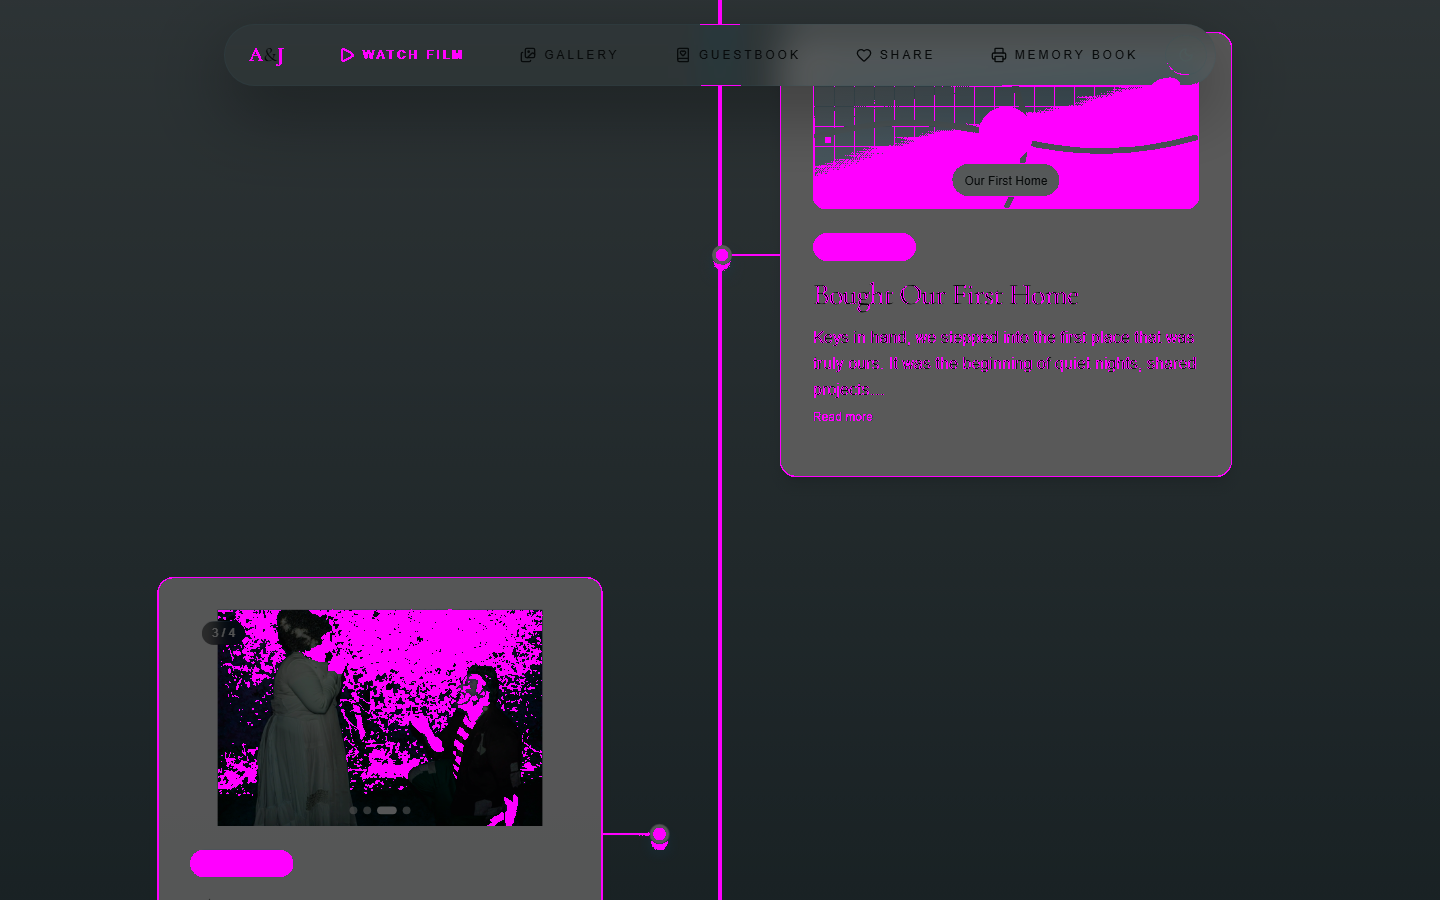 A&J
WATCH FILM
GALLERY
GUESTBOOK
SHARE
MEMORY BOOK
Our First Home
Bought Our First Home
Keys in hand, we stepped into the first place that was
truly ours. It was the beginning of quiet nights, shared
projects...
Read more
3 / 4